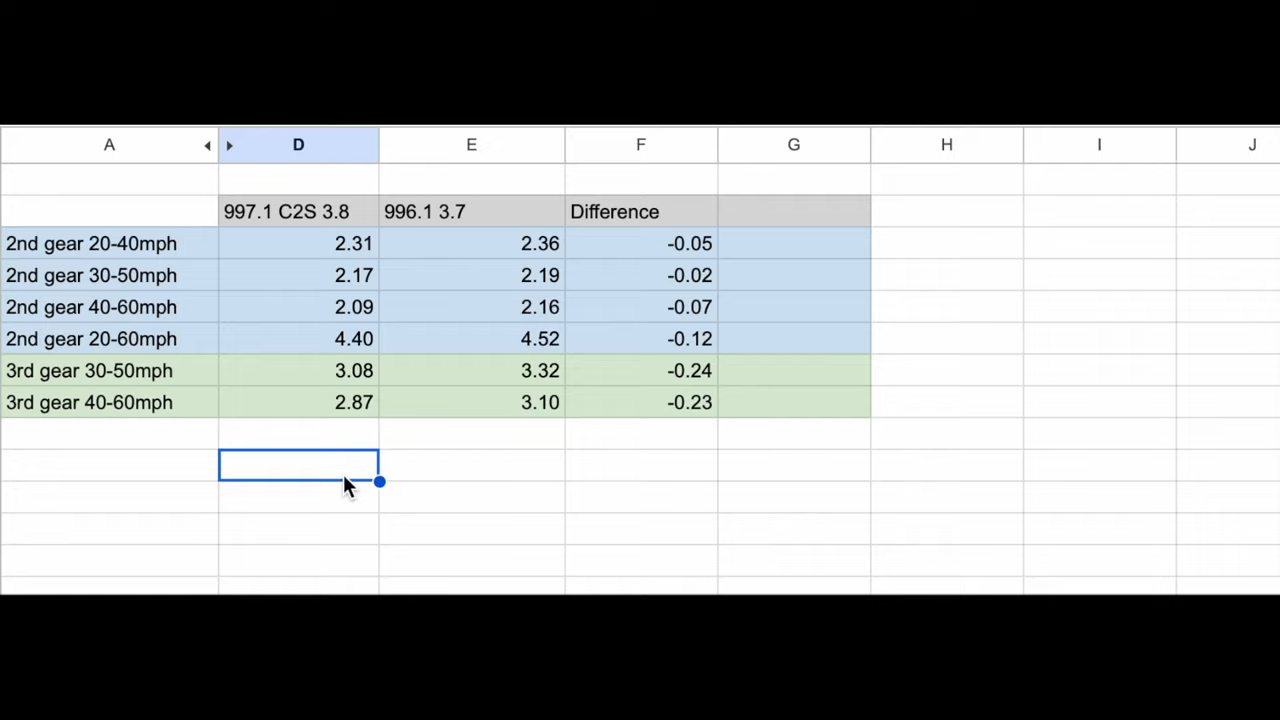 A D E F G H I J
997.1 C2S 3.8 996.1 3.7 Difference
2nd gear 20-40mph 2.31 2.36 -0.05
2nd gear 30-50mph 2.17 2.19 -0.02
2nd gear 40-60mph 2.09 2.16 -0.07
2nd gear 20-60mph 4.40 4.52 -0.12
3rd gear 30-50mph 3.08 3.32 -0.24
3rd gear 40-60mph 2.87 3.10 -0.23